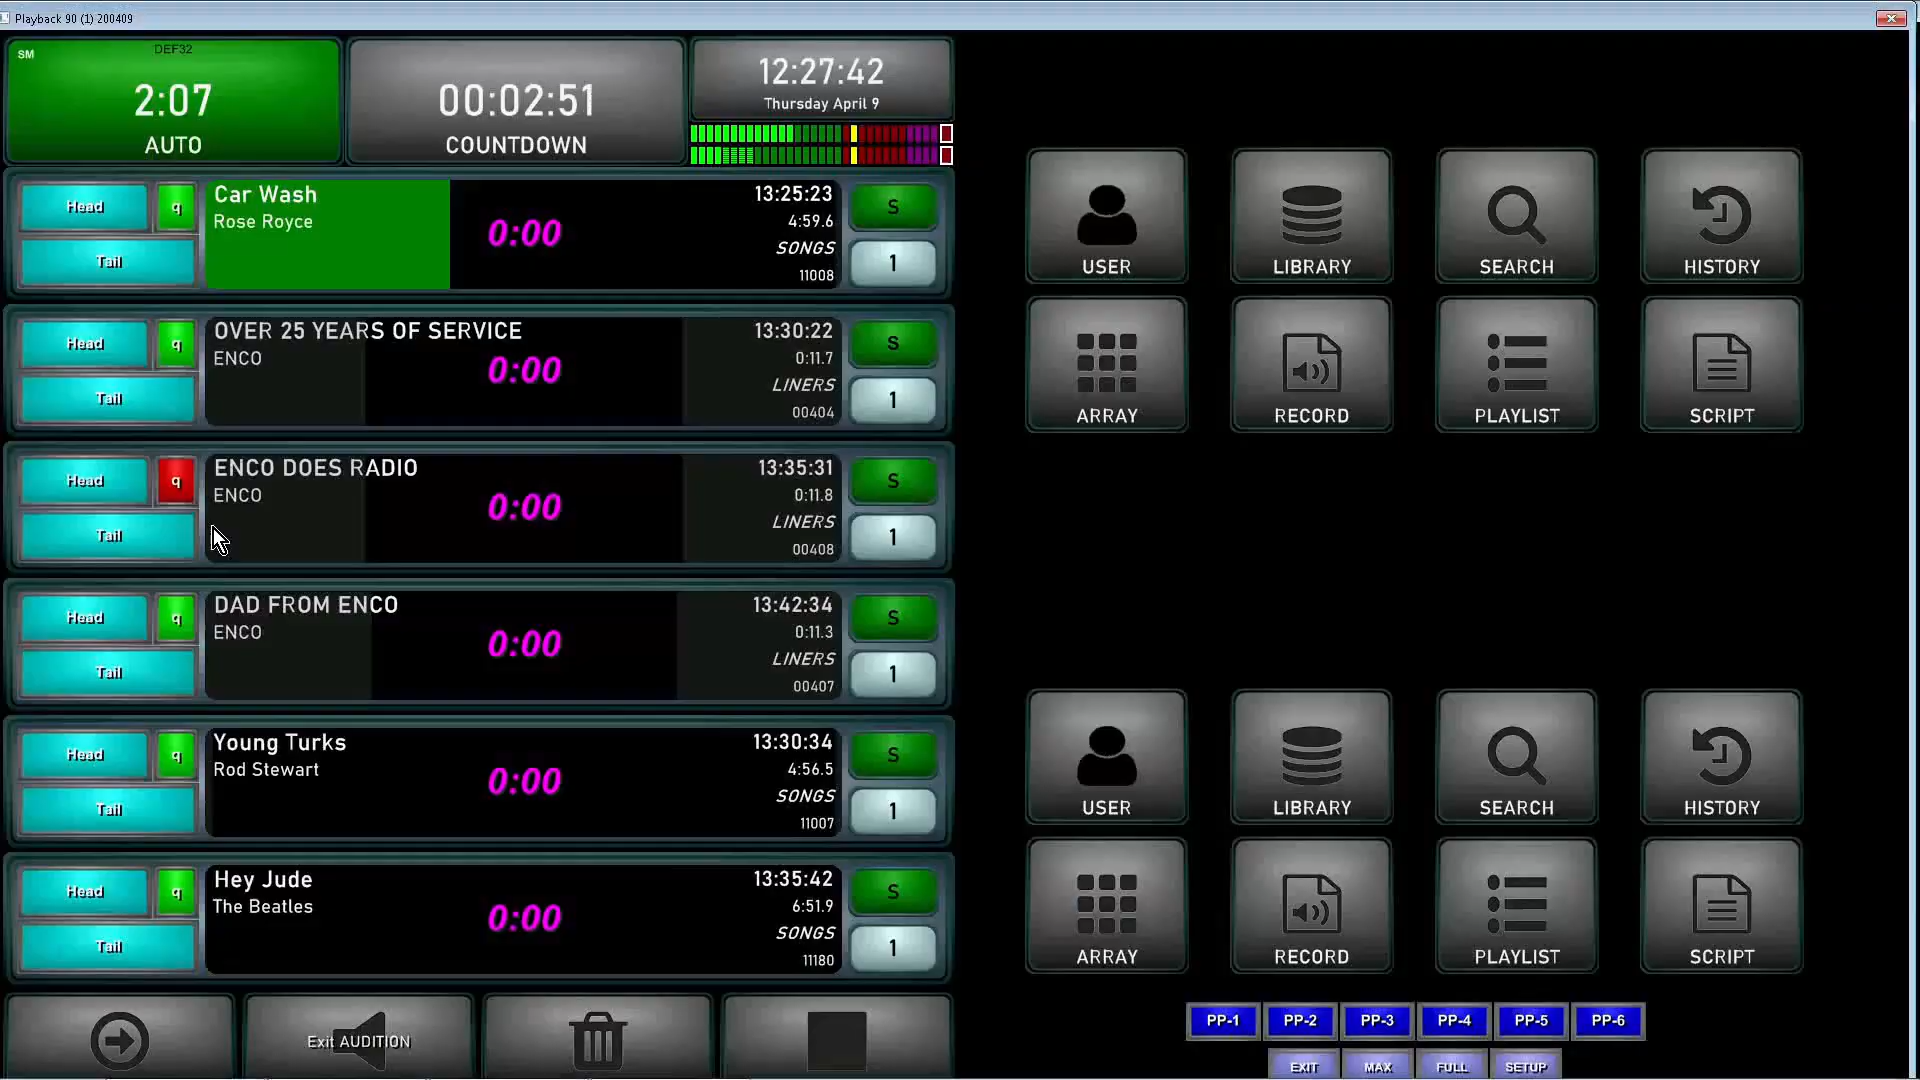 Playback 90 (1) 200409
SM
DEF32
2:07
AUTO
00:02:51
COUNTDOWN
12:27:42
Thursday April 9
Head
q
Tail
Car Wash
Rose Royce
0:00
13:25:23
4:59.6
SONGS
11008
S
1
Head
q
Tail
OVER 25 YEARS OF SERVICE
ENCO
0:00
13:30:22
0:11.7
LINERS
00404
S
1
Head
q
Tail
ENCO DOES RADIO
ENCO
0:00
13:35:31
0:11.8
LINERS
00408
S
1
Head
q
Tail
DAD FROM ENCO
ENCO
0:00
13:42:34
0:11.3
LINERS
00407
S
1
Head
q
Tail
Young Turks
Rod Stewart
0:00
13:30:34
4:56.5
SONGS
11007
S
1
Head
q
Tail
Hey Jude
The Beatles
0:00
13:35:42
6:51.9
SONGS
11180
S
1
Exit AUDITION
USER
LIBRARY
SEARCH
HISTORY
ARRAY
RECORD
PLAYLIST
SCRIPT
USER
LIBRARY
SEARCH
HISTORY
ARRAY
RECORD
PLAYLIST
SCRIPT
PP-1
PP-2
PP-3
PP-4
PP-5
PP-6
EXIT
MAX
FULL
SETUP